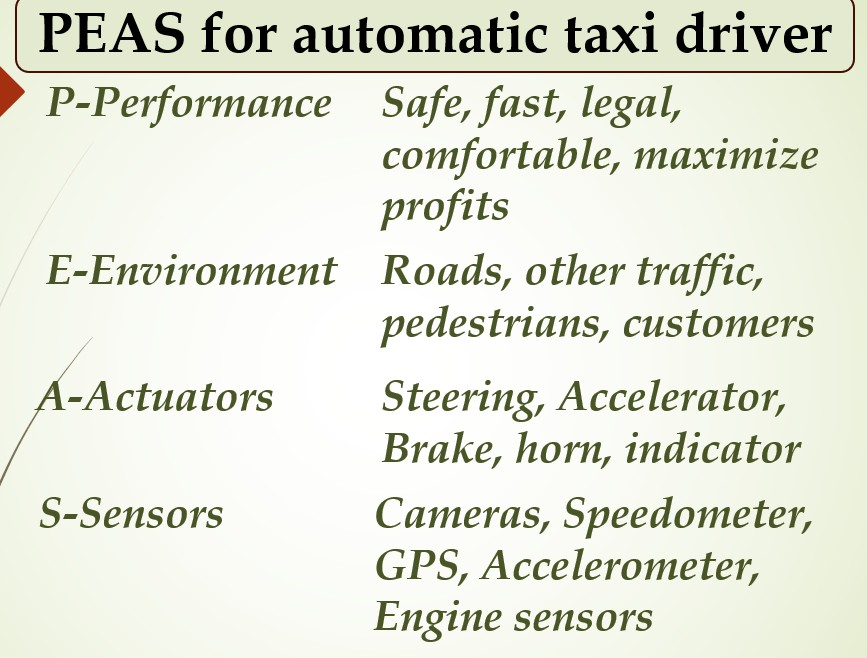 PEAS for automatic taxi driver
P-Performance Safe, fast, legal,
comfortable, maximize
profits
E-Environment Roads, other traffic,
pedestrians, customers
A-Actuators Steering, Accelerator,
Brake, horn, indicator
S-Sensors Cameras, Speedometer,
GPS, Accelerometer,
Engine sensors